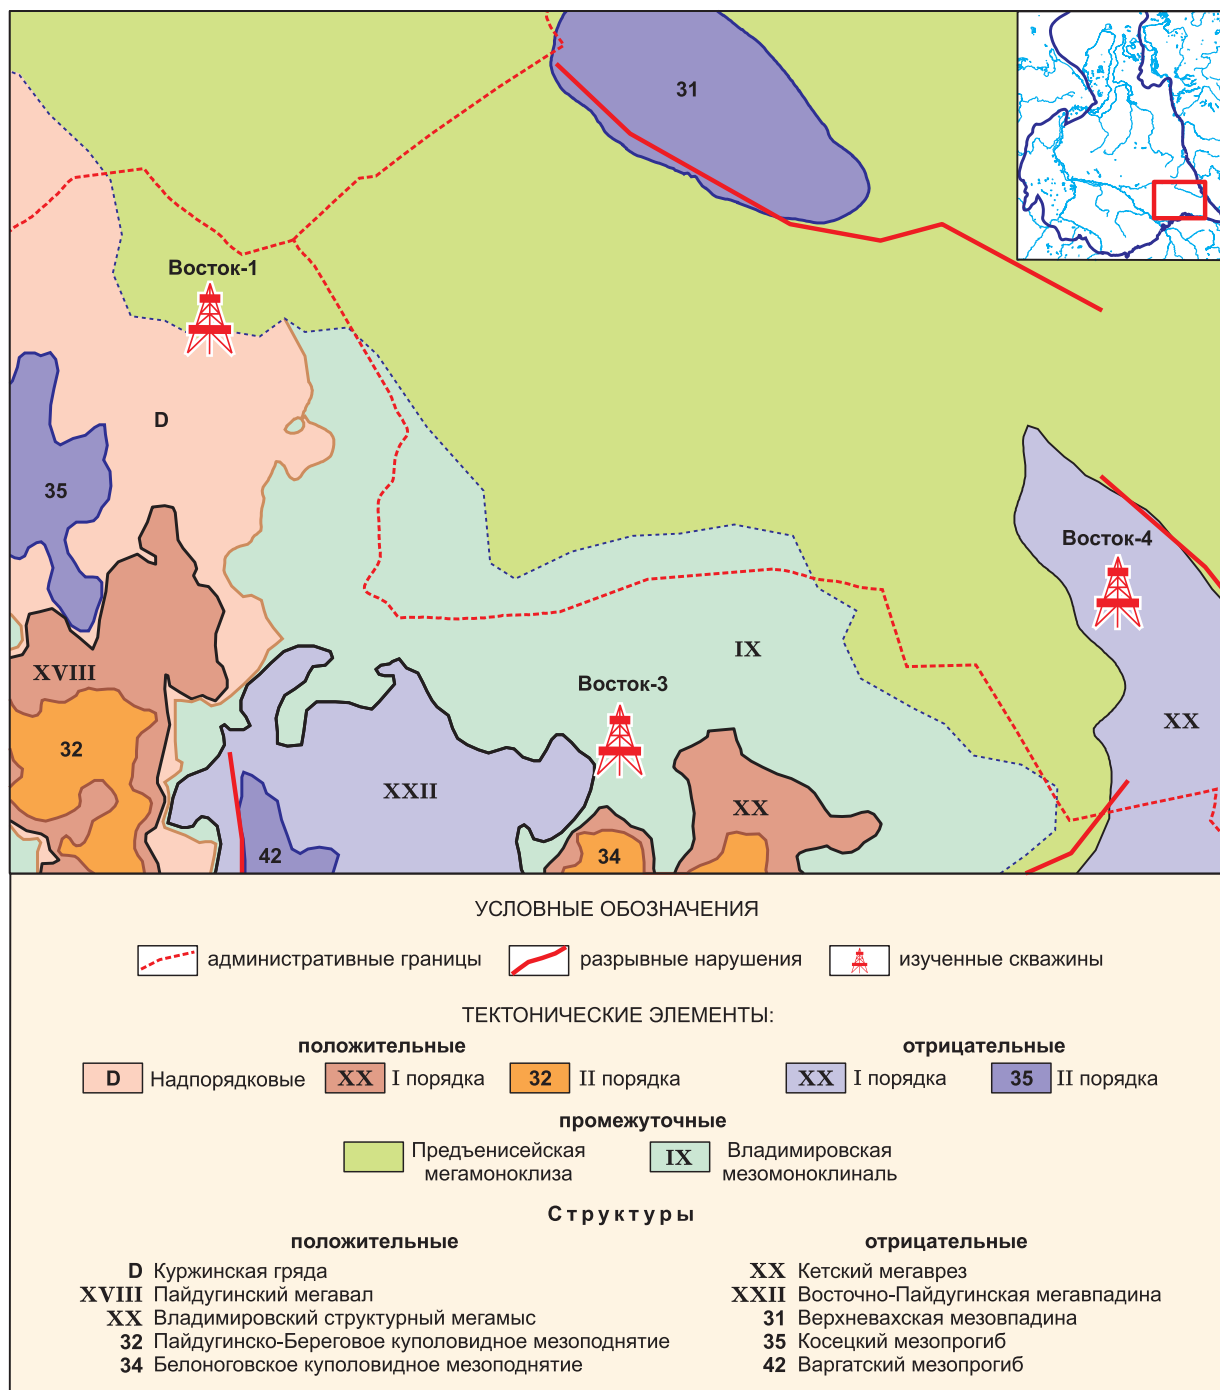 31
Восток-1
D
35
Восток-4
IX
XVIII
Восток-3
XX
32
XXII
XX
42
34
УСЛОВНЫЕ ОБОЗНАЧЕНИЯ
административные границы разрывные нарушения изученные скважины
ТЕКТОНИЧЕСКИЕ ЭЛЕМЕНТЫ:
положительные отрицательные
D Надпорядковые XX I порядка 32 II порядка XX I порядка 35 II порядка
промежуточные
Предъенисейская
мегамоноклиза
IX Владимировская
мезомоноклиналь
Структуры
положительные
D Куржинская гряда
XVIII Пайдугинский мегавал
XX Владимировский структурный мегамыс
32 Пайдугинско-Береговое куполовидное мезоподнятие
34 Белоноговское куполовидное мезоподнятие
отрицательные
XX Кетский мегаврез
XXII Восточно-Пайдугинская мегавпадина
31 Верхневахская мезовпадина
35 Косецкий мезопрогиб
42 Варгатский мезопрогиб